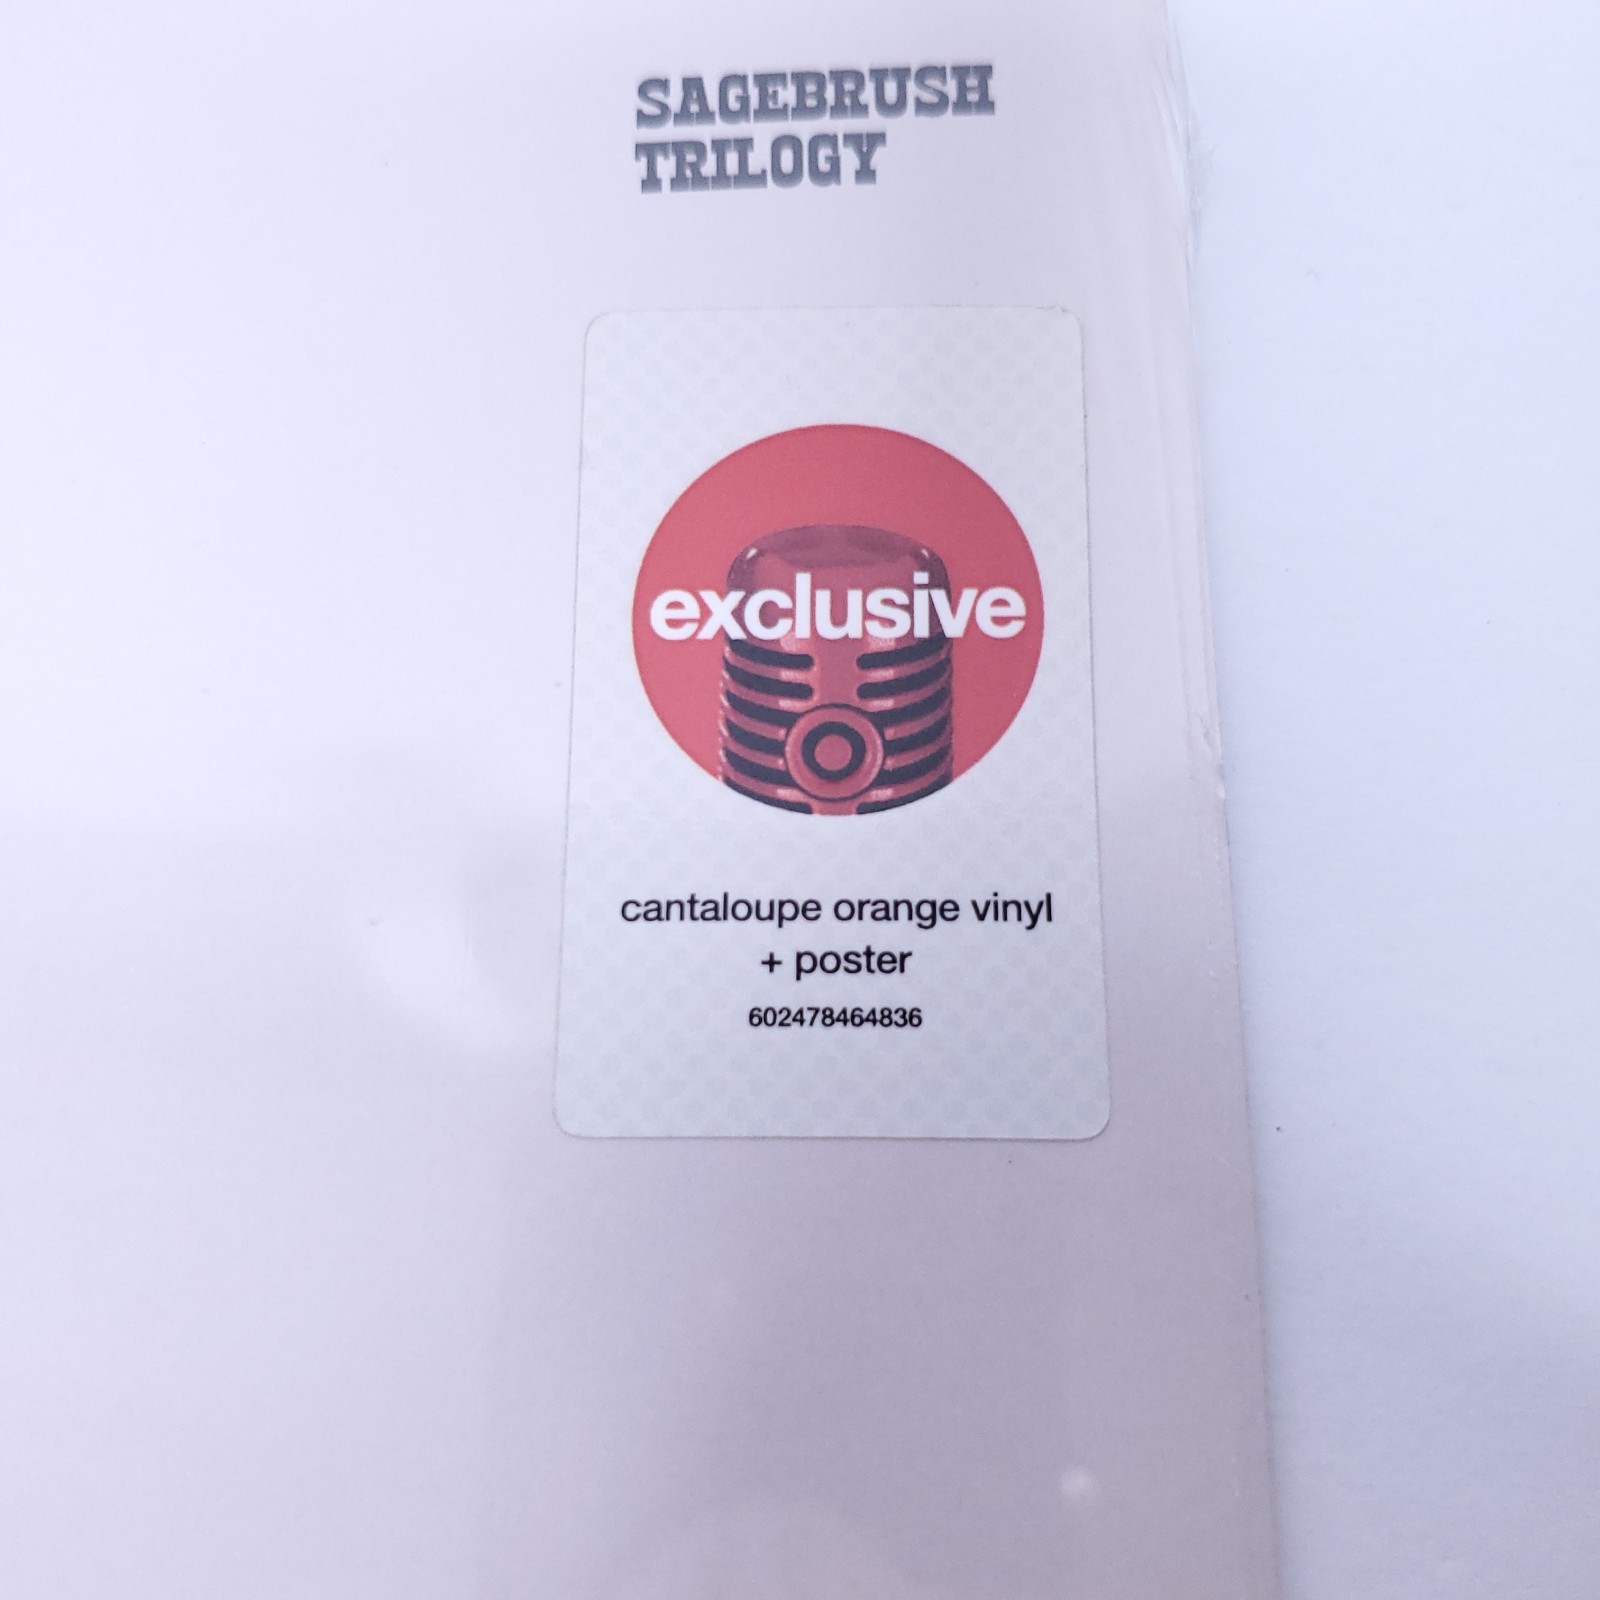 SAGEBRUSH
TRILOGY
exclusive
cantaloupe orange vinyl
+ poster
602478464836